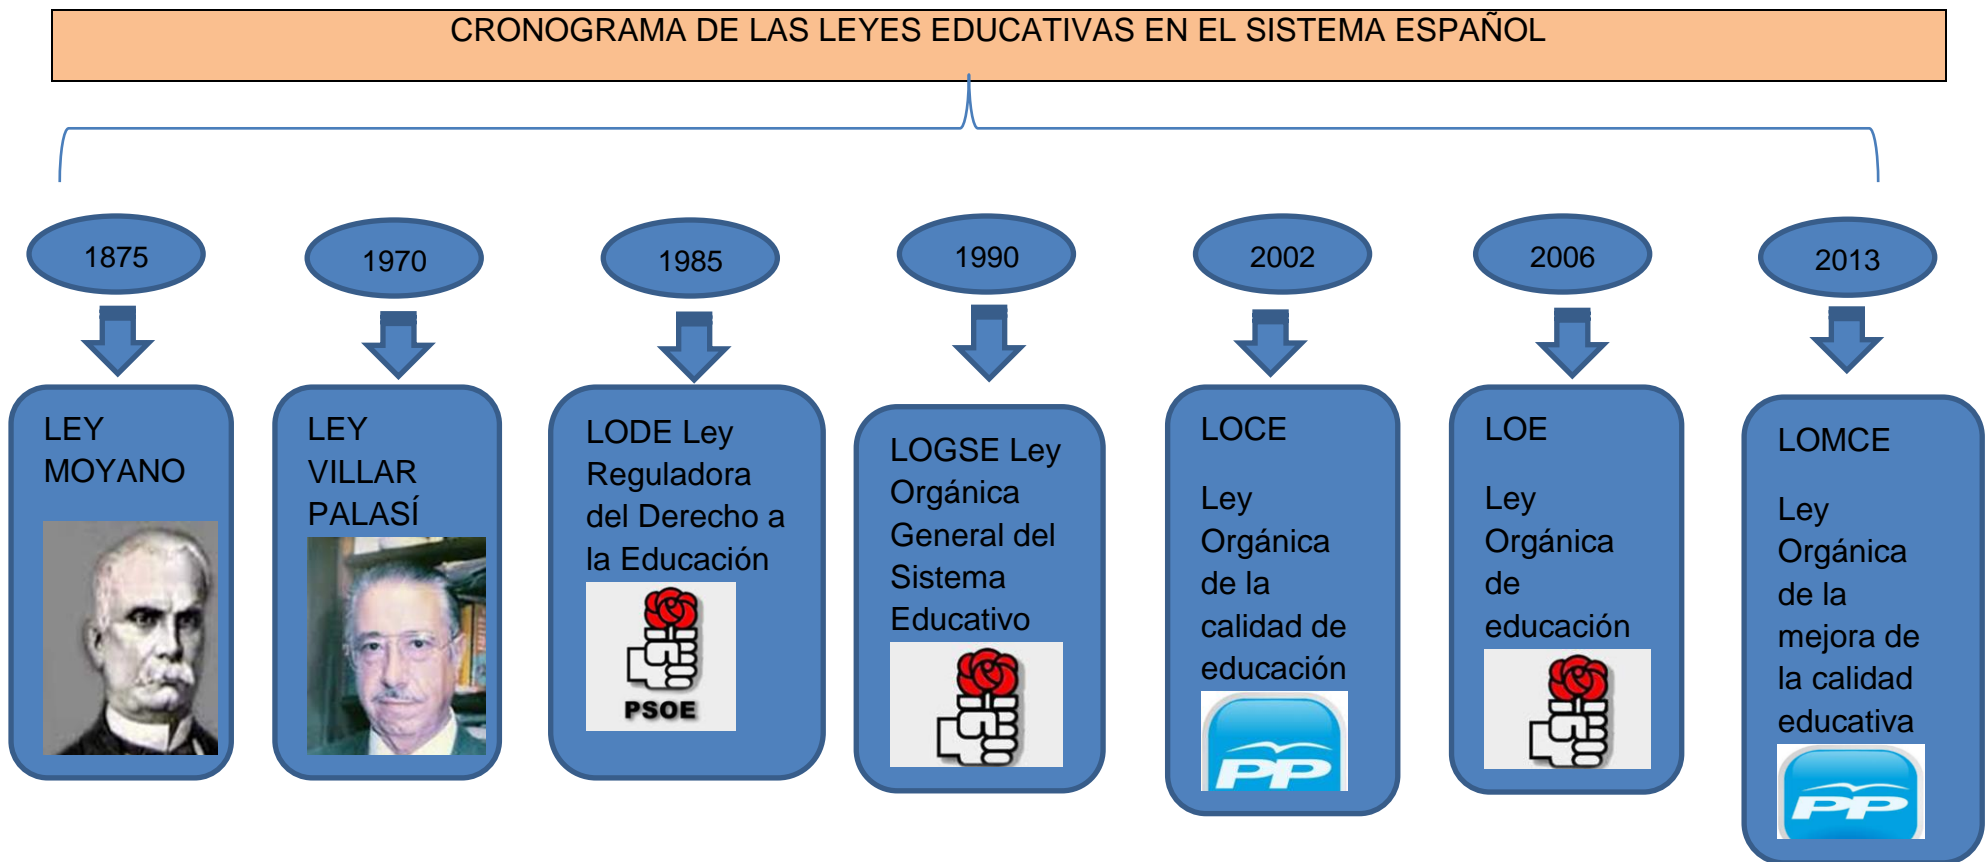 CRONOGRAMA DE LAS LEYES EDUCATIVAS EN EL SISTEMA ESPAÑOL
1875
1970
1985
1990
2002
2006
2013
LEY
MOYANO
LEY
VILLAR
PALASÍ
LODE Ley
Reguladora
del Derecho a
la Educación
PSOE
LOGSE Ley
Orgánica
General del
Sistema
Educativo
LOCE
Ley
Orgánica
de la
calidad de
educación
PP
LOE
Ley
Orgánica
de
educación
LOMCE
Ley
Orgánica
de la
mejora de
la calidad
educativa
PP